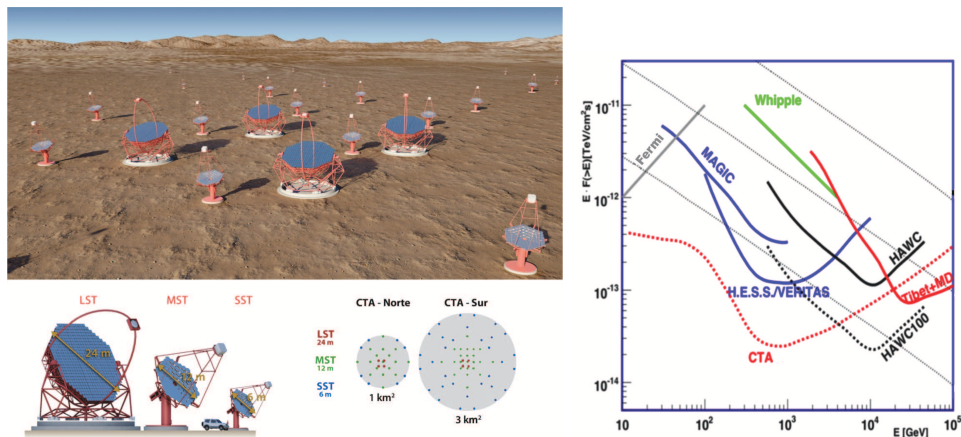 LST
MST
SST
24 m
12 m
6 m
CTA - Norte
CTA - Sur
LST
24 m
MST
12 m
SST
6 m
1 km²
3 km²
E · F(>E)[TeV/cm²s]
10⁻¹¹
10⁻¹²
10⁻¹³
10⁻¹⁴
Fermi
MAGIC
Whipple
H.E.S.S./VERITAS
HAWC
Tibet+MD
HAWC100
CTA
10
10²
10³
10⁴
10⁵
E [GeV]